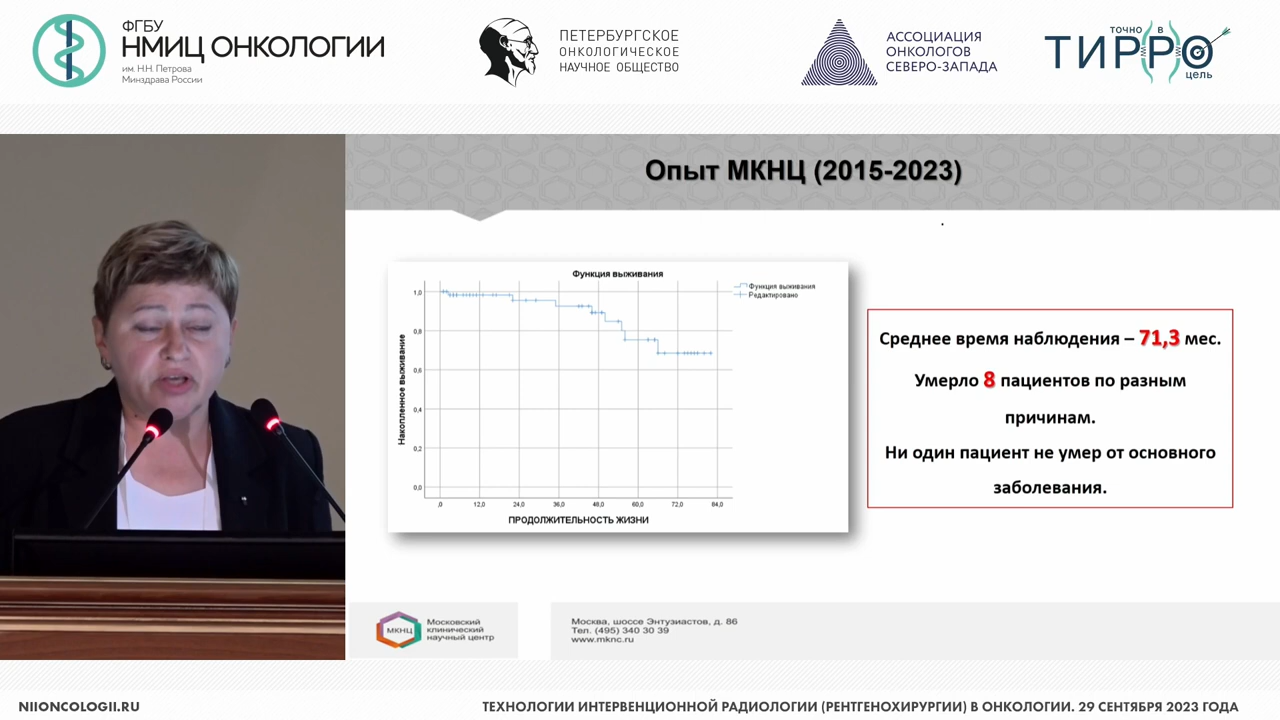 ФГБУ
НМИЦ ОНКОЛОГИИ
им. Н.Н. Петрова
Минздрава России
ПЕТЕРБУРГСКОЕ
ОНКОЛОГИЧЕСКОЕ
НАУЧНОЕ ОБЩЕСТВО
АССОЦИАЦИЯ
ОНКОЛОГОВ
СЕВЕРО-ЗАПАДА
ТОЧНО В
ТИРРО
цель
Опыт МКНЦ (2015-2023)
Функция выживания
Функция выживания
Редактировано
Накопленное выживание
1,0
0,8
0,6
0,4
0,2
0,0
,0 12,0 24,0 36,0 48,0 60,0 72,0 84,0
ПРОДОЛЖИТЕЛЬНОСТЬ ЖИЗНИ
Среднее время наблюдения – 71,3 мес.
Умерло 8 пациентов по разным
причинам.
Ни один пациент не умер от основного
заболевания.
МКНЦ
Московский
клинический
научный центр
Москва, шоссе Энтузиастов, д. 86
Тел. (495) 340 30 39
www.mknc.ru
NIIONCOLOGII.RU
ТЕХНОЛОГИИ ИНТЕРВЕНЦИОННОЙ РАДИОЛОГИИ (РЕНТГЕНОХИРУРГИИ) В ОНКОЛОГИИ. 29 СЕНТЯБРЯ 2023 ГОДА